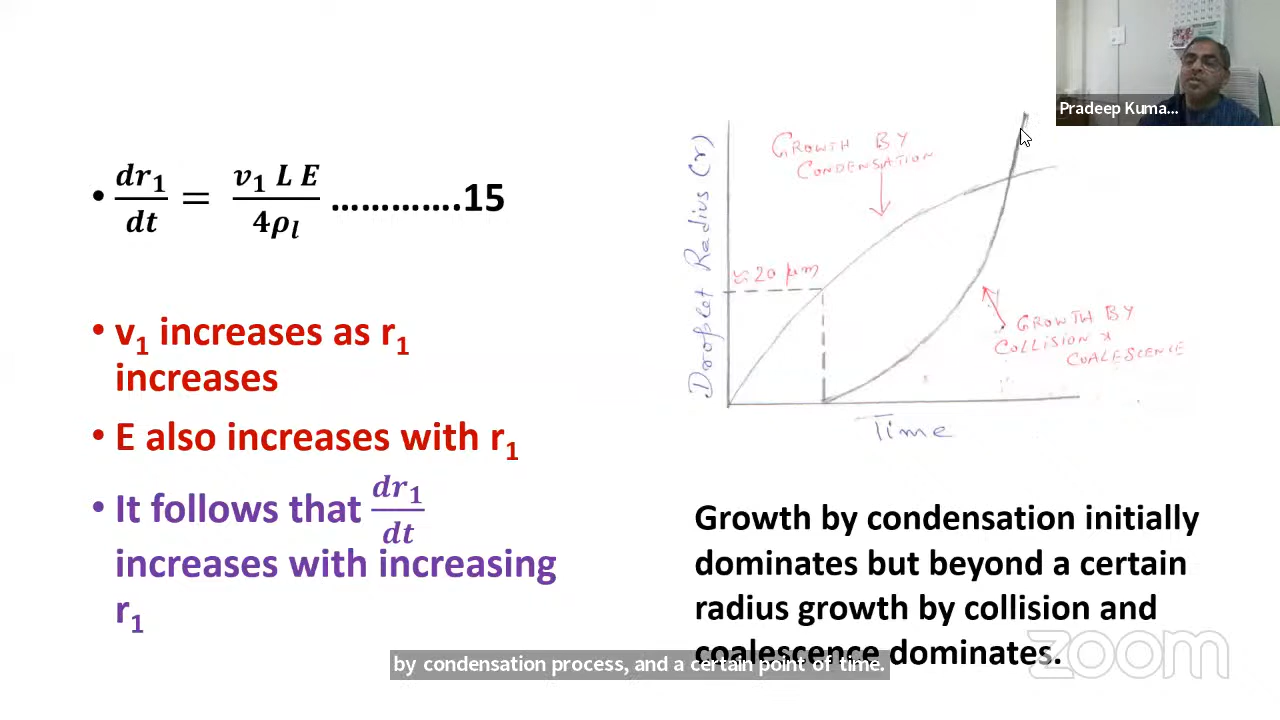 Pradeep Kuma...
• dr₁/dt = v₁ L E / 4ρₗ .............15
• v₁ increases as r₁
increases
• E also increases with r₁
• It follows that dr₁/dt
increases with increasing
r₁
GROWTH BY
CONDENSATION
Droplet Radius (r)
≈20 μm
GROWTH BY
COLLISION &
COALESCENCE
Time
Growth by condensation initially
dominates but beyond a certain
radius growth by collision and
coalescence dominates.
by condensation process, and a certain point of time.
zoom